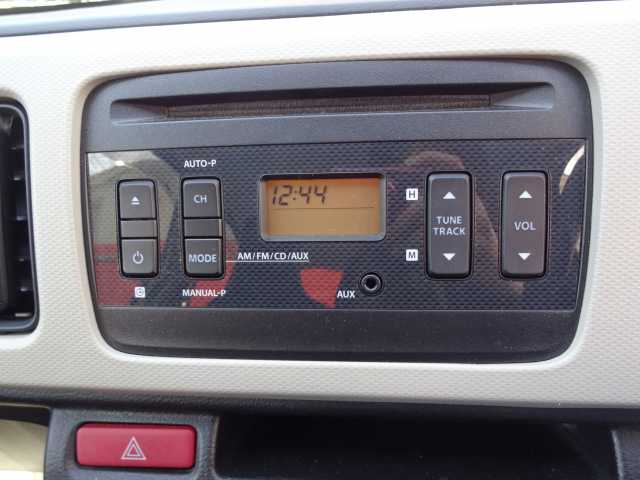 AUTO-P
CH
12:44
H
TUNE
TRACK
VOL
MODE
AM/FM/CD/AUX
M
MANUAL-P
AUX